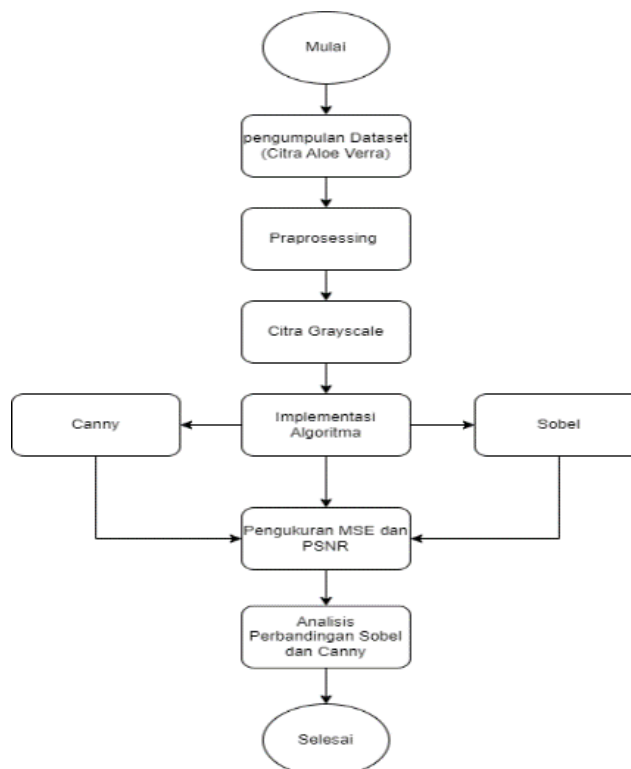 Mulai
pengumpulan Dataset
(Citra Aloe Verra)
Praprosessing
Citra Grayscale
Canny
Implementasi
Algoritma
Sobel
Pengukuran MSE dan
PSNR
Analisis
Perbandingan Sobel
dan Canny
Selesai